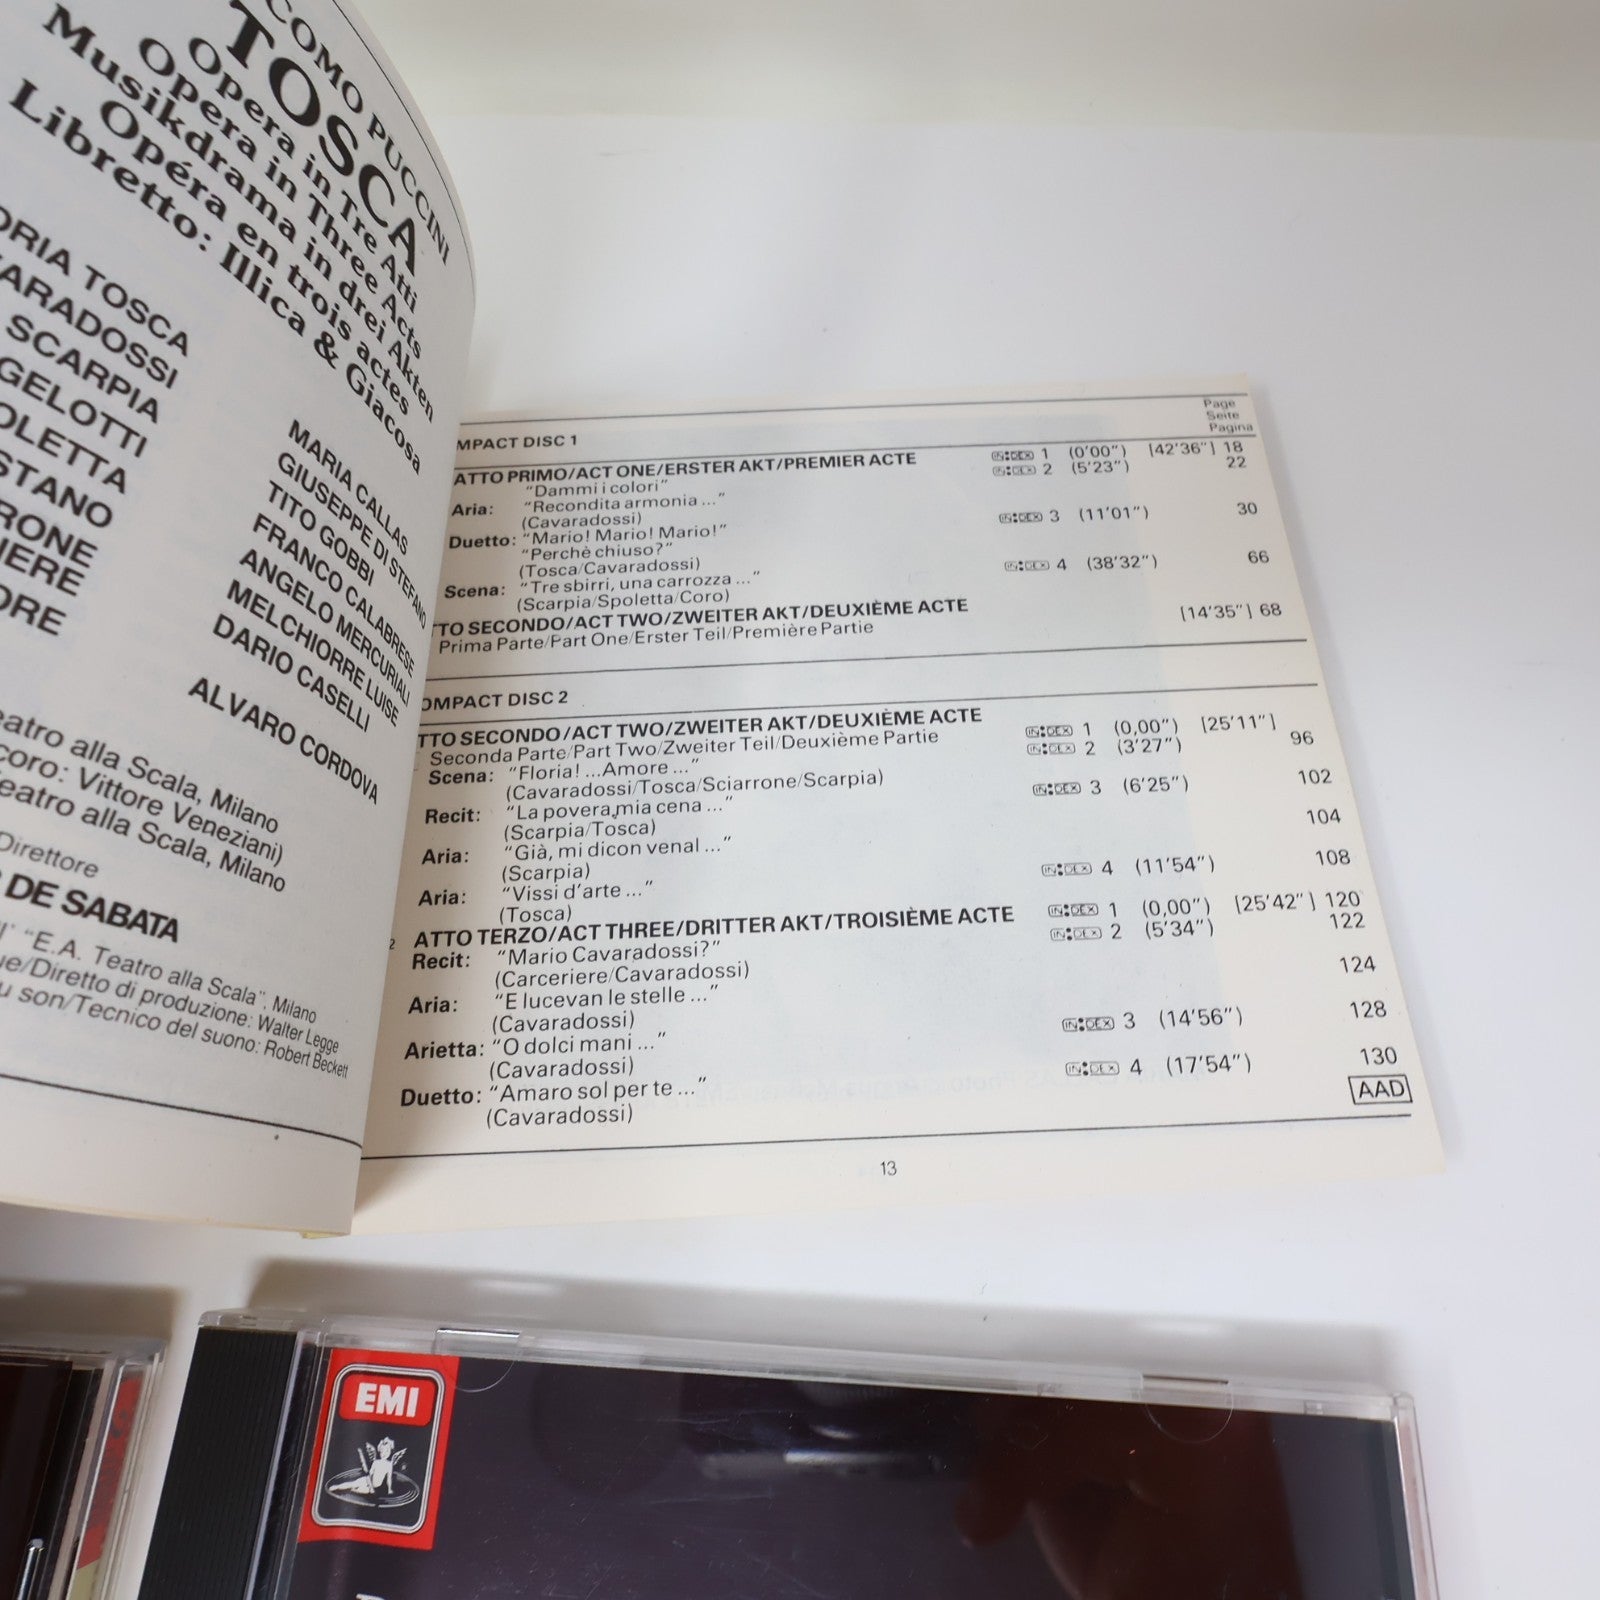 COMO PUCCINI
TOSCA
Opera in Tre Atti
Opera in Three Acts
Musikdrama in drei Akten
Opéra en trois actes
Libretto: Illica & Giacosa
ORIA TOSCA
MARIA CALLAS
VARADOSSI
GIUSEPPE DI STEFANO
SCARPIA
TITO GOBBI
GELOTTI
FRANCO CALABRESE
OLETTA
ANGELO MERCURIALI
STANO
MELCHIORRE LUISE
RONE
DARIO CASELLI
IERE
ORE
ALVARO CORDOVA
eatro alla Scala, Milano
coro: Vittore Veneziani)
eatro alla Scala, Milano
Direttore
DE SABATA
"E.A. Teatro alla Scala", Milano
ue/Diretto di produzione: Walter Legge
u son/Tecnico del suono: Robert Beckett
Page
Seite
Pagina
MPACT DISC 1
ATTO PRIMO/ACT ONE/ERSTER AKT/PREMIER ACTE INDEX 1 (0'00") [42'36"] 18
"Dammi i colori" INDEX 2 (5'23") 22
Aria: "Recondita armonia ..."
(Cavaradossi)
Duetto: "Mario! Mario! Mario!" INDEX 3 (11'01") 30
"Perchè chiuso?"
(Tosca/Cavaradossi)
Scena: "Tre sbirri, una carrozza ..." INDEX 4 (38'32") 66
(Scarpia/Spoletta/Coro)
TTO SECONDO/ACT TWO/ZWEITER AKT/DEUXIÈME ACTE [14'35"] 68
Prima Parte/Part One/Erster Teil/Première Partie
OMPACT DISC 2
TTO SECONDO/ACT TWO/ZWEITER AKT/DEUXIÈME ACTE INDEX 1 (0,00") [25'11"]
Seconda Parte/Part Two/Zweiter Teil/Deuxième Partie INDEX 2 (3'27") 96
Scena: "Floria! ...Amore ..."
(Cavaradossi/Tosca/Sciarrone/Scarpia)
Recit: "La povera mia cena ..." INDEX 3 (6'25") 102
(Scarpia/Tosca)
Aria: "Già, mi dicon venal ..." 104
(Scarpia)
Aria: "Vissi d'arte ..." INDEX 4 (11'54") 108
(Tosca)
2 ATTO TERZO/ACT THREE/DRITTER AKT/TROISIÈME ACTE INDEX 1 (0,00") [25'42"] 120
Recit: "Mario Cavaradossi?" INDEX 2 (5'34") 122
(Carceriere/Cavaradossi)
Aria: "E lucevan le stelle ..." 124
(Cavaradossi)
Arietta: "O dolci mani ..." INDEX 3 (14'56") 128
(Cavaradossi)
Duetto: "Amaro sol per te ..." INDEX 4 (17'54") 130
(Cavaradossi)
AAD
13
EMI